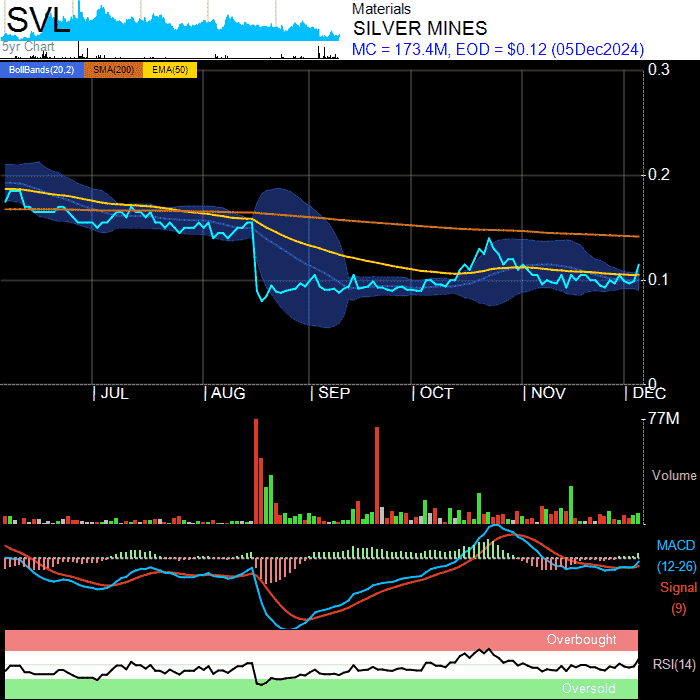 SVL
5yr Chart
Materials
SILVER MINES
MC = 173.4M, EOD = $0.12 (05Dec2024)
BollBands(20,2) SMA(200) EMA(50)
0.3
0.2
0.1
0
JUL AUG SEP OCT NOV DEC
77M
Volume
MACD
(12-26)
Signal
(9)
Overbought
RSI(14)
Oversold